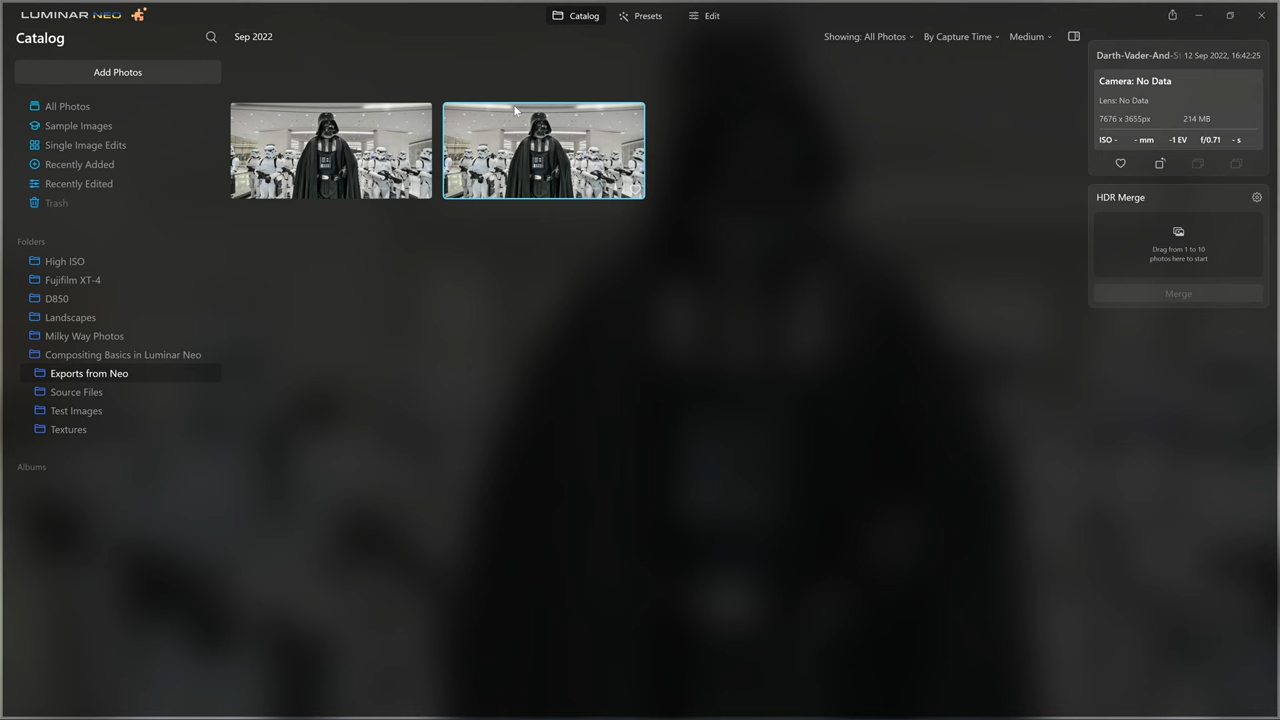 LUMINAR NEO
Catalog
Presets
Edit
Catalog
Sep 2022
Showing: All Photos
By Capture Time
Medium
Add Photos
All Photos
Sample Images
Single Image Edits
Recently Added
Recently Edited
Trash
Folders
High ISO
Fujifilm XT-4
D850
Landscapes
Milky Way Photos
Compositing Basics in Luminar Neo
Exports from Neo
Source Files
Test Images
Textures
Albums
Darth-Vader-And-S 12 Sep 2022, 16:42:25
Camera: No Data
Lens: No Data
7676 x 3655px 214 MB
ISO - - mm -1 EV f/0.71 - s
HDR Merge
Drag from 1 to 10
photos here to start
Merge